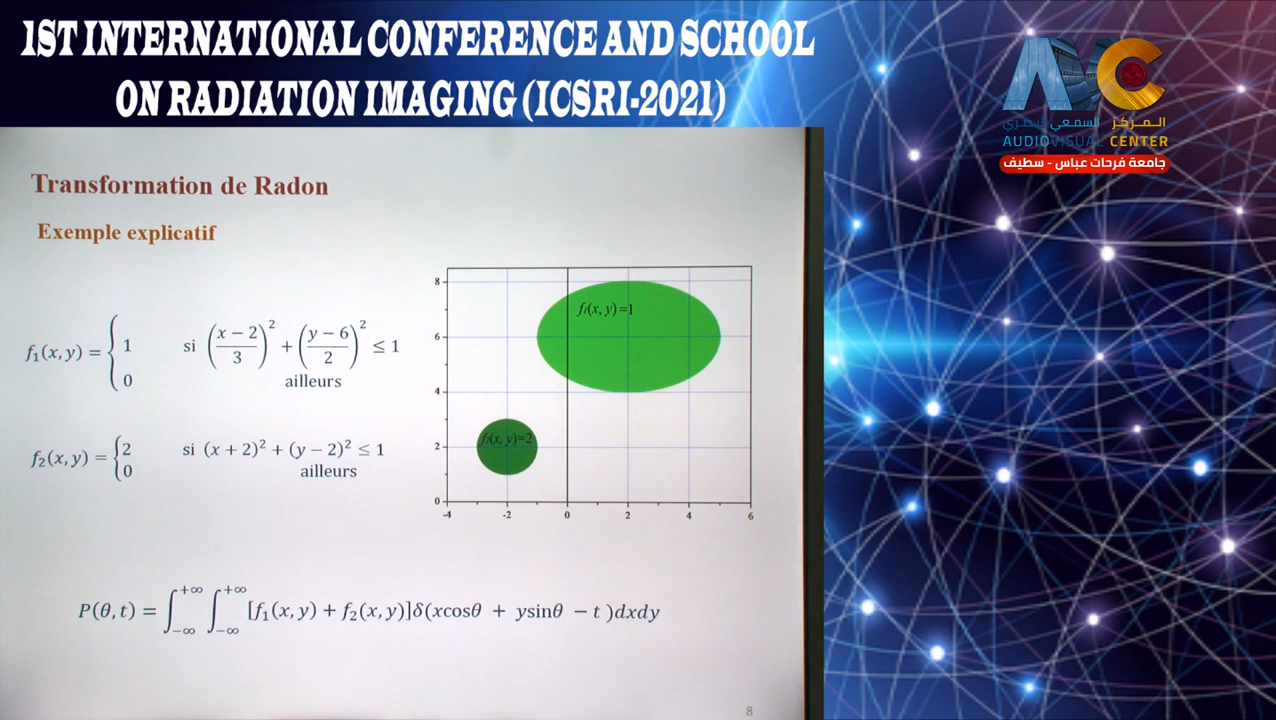 1ST INTERNATIONAL CONFERENCE AND SCHOOL
ON RADIATION IMAGING (ICSRI-2021)
المركز السمعي البصري
AUDIOVISUAL CENTER
جامعة فرحات عباس - سطيف
Transformation de Radon
Exemple explicatif
f₁(x, y) = { 1 si ((x − 2)/3)² + ((y − 6)/2)² ≤ 1
0 ailleurs
f₂(x, y) = { 2 si (x + 2)² + (y − 2)² ≤ 1
0 ailleurs
8
f₁(x, y)=1
6
4
f₂(x, y)=2
2
0
-4 -2 0 2 4 6
P(θ, t) = ∫₋∞⁺∞ ∫₋∞⁺∞ [f₁(x, y) + f₂(x, y)]δ(xcosθ + ysinθ − t )dxdy
8